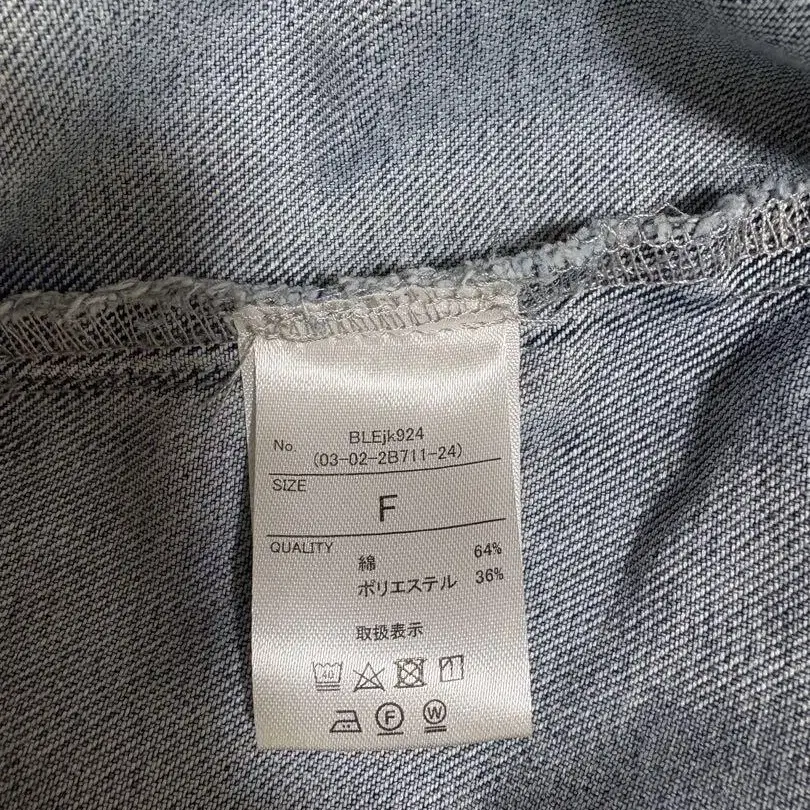 No. BLEjk924
(03-02-2B711-24)
SIZE
F
QUALITY
綿 64%
ポリエステル 36%
取扱表示
40
F W